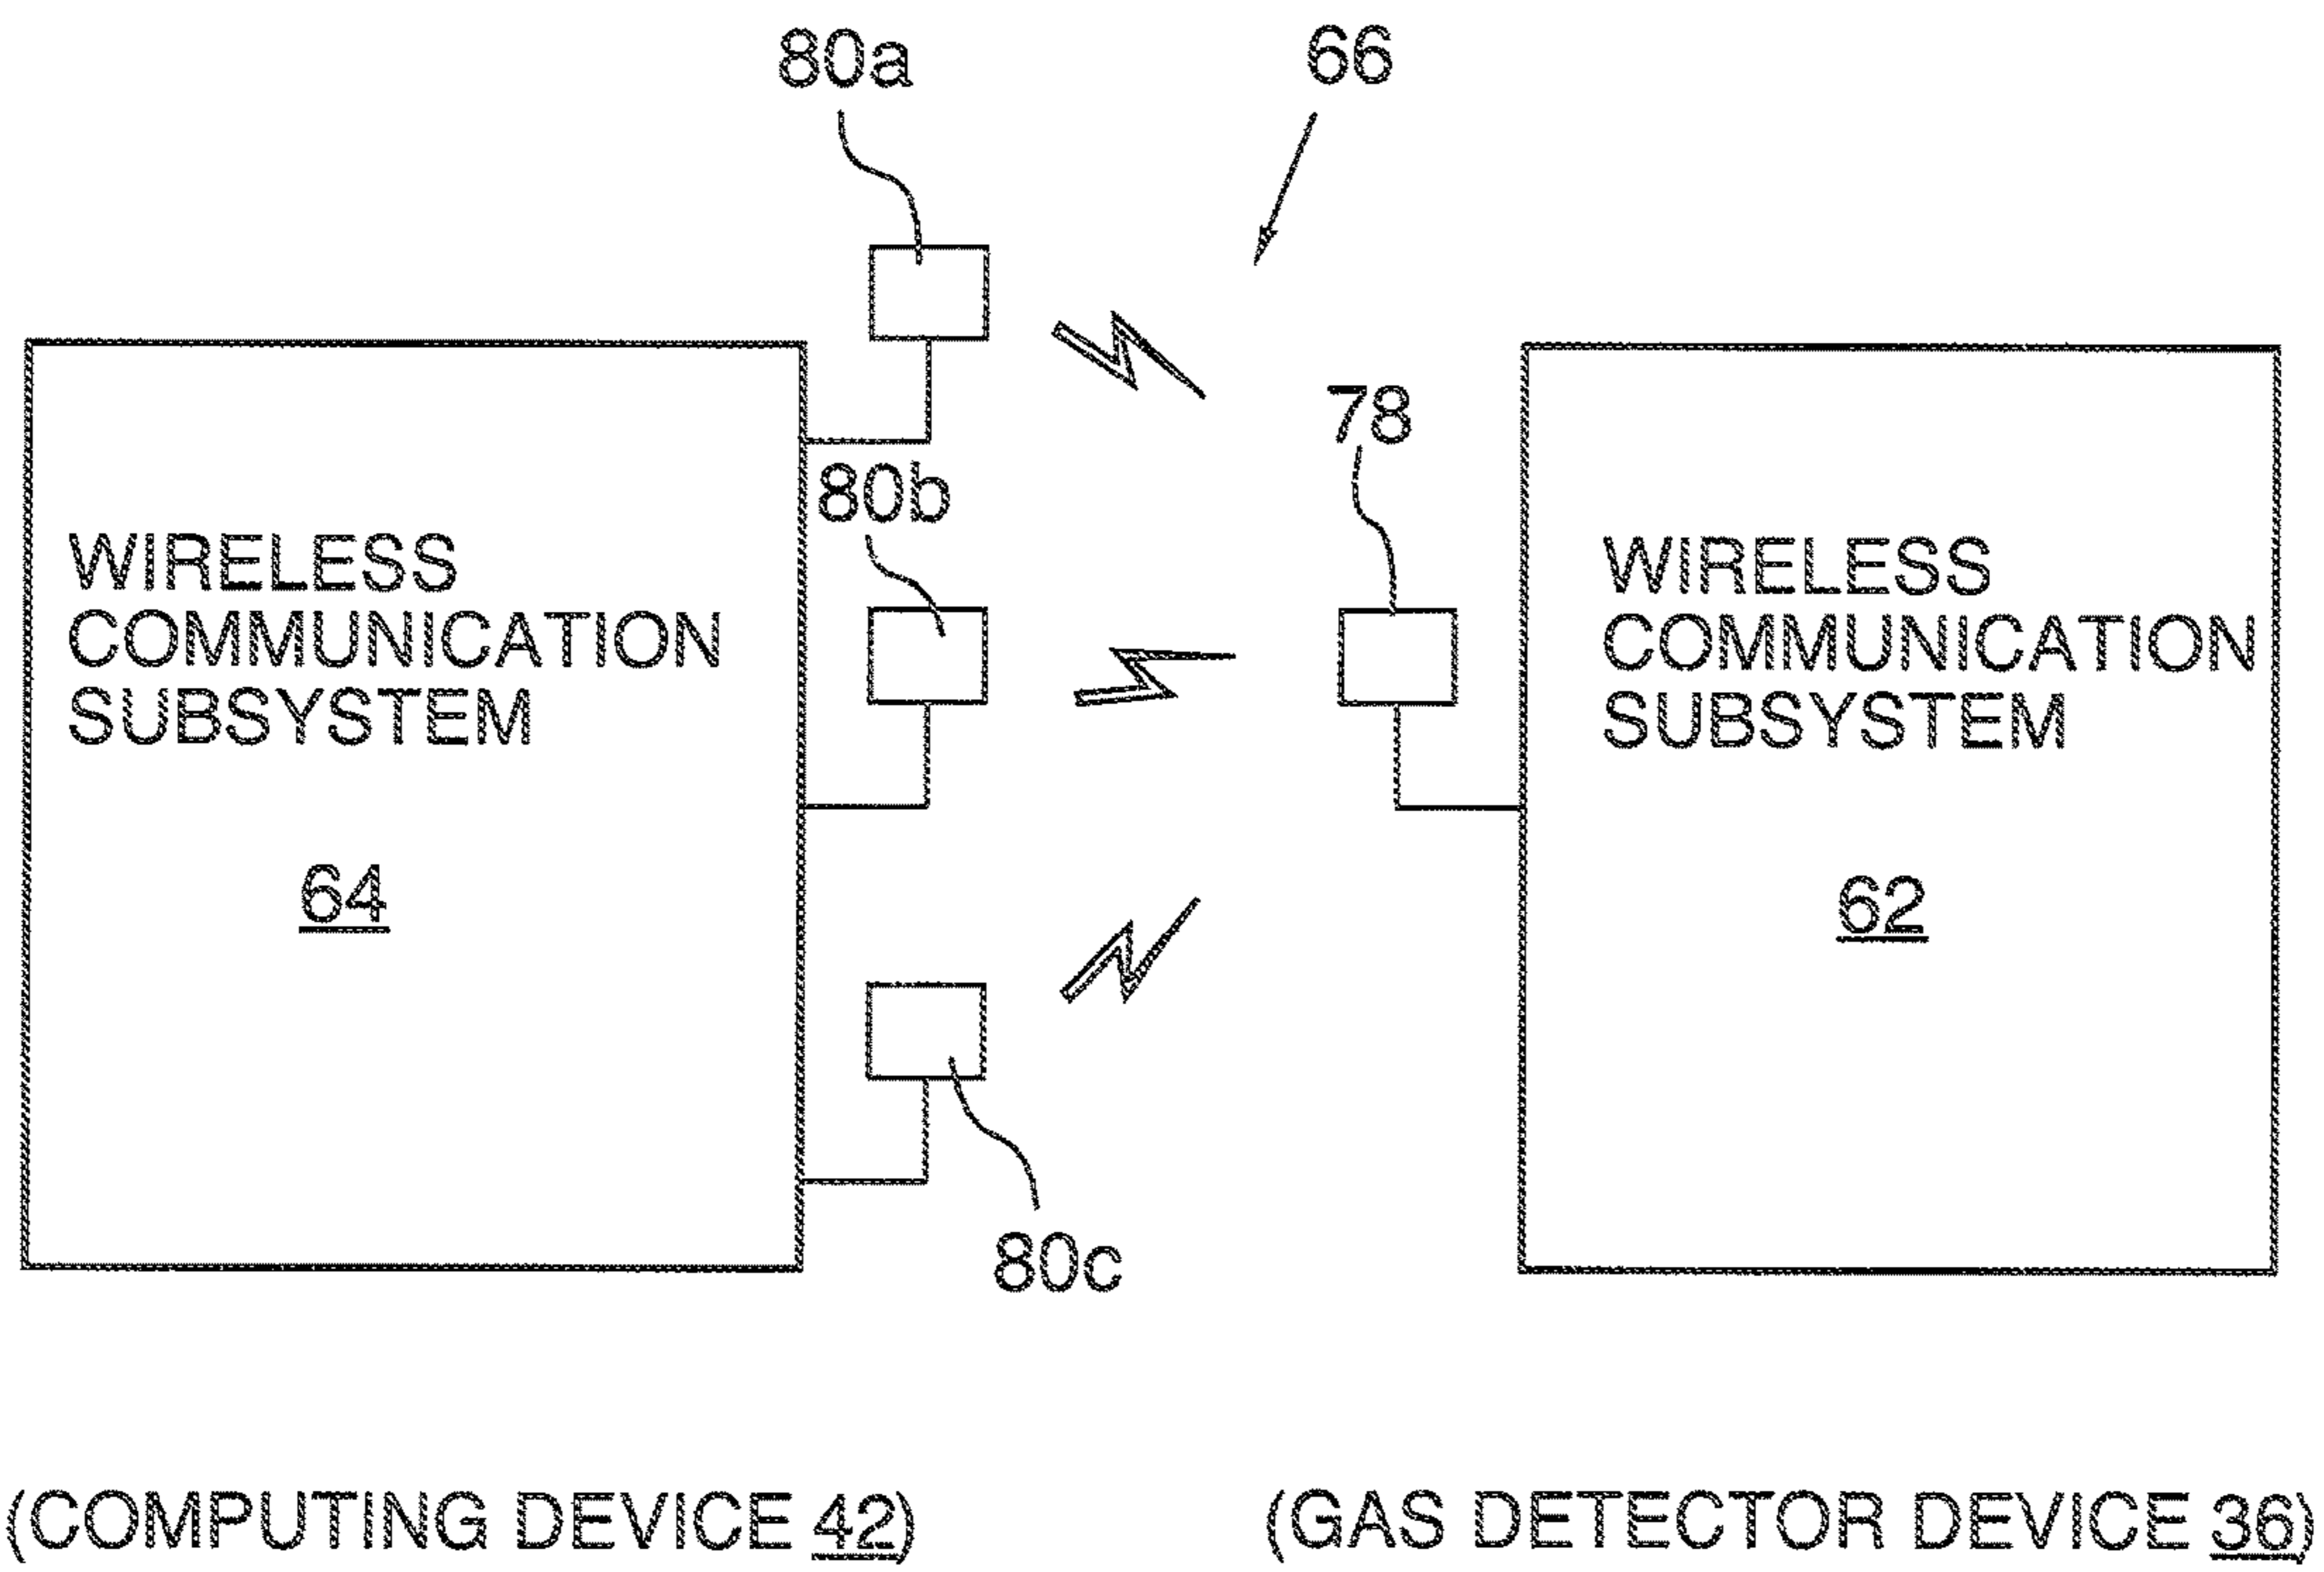 80a
66
78
80b
WIRELESS
COMMUNICATION
SUBSYSTEM
64
WIRELESS
COMMUNICATION
SUBSYSTEM
62
80c
(COMPUTING DEVICE 42)
(GAS DETECTOR DEVICE 36)